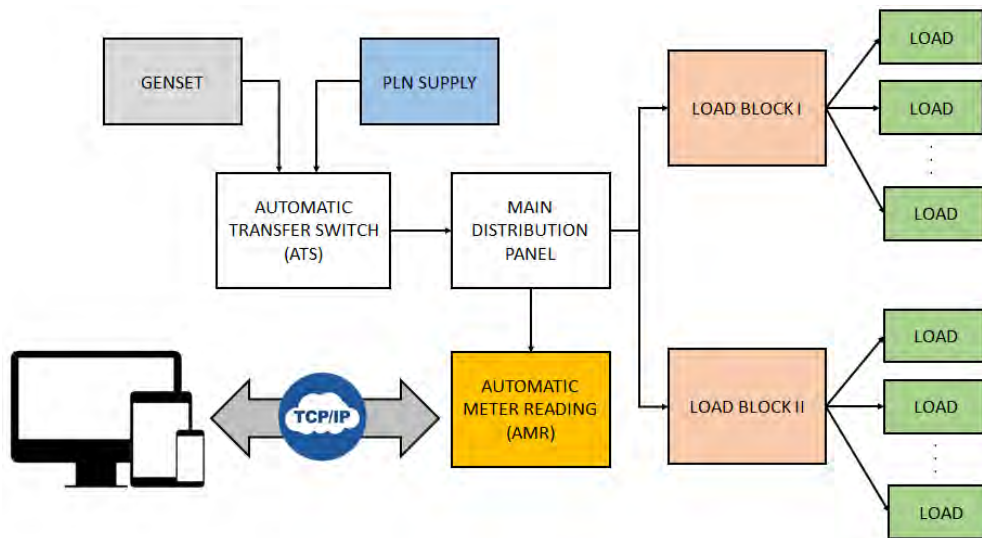 GENSET
PLN SUPPLY
AUTOMATIC
TRANSFER SWITCH
(ATS)
MAIN
DISTRIBUTION
PANEL
LOAD BLOCK I
LOAD
LOAD
LOAD
AUTOMATIC
METER READING
(AMR)
TCP/IP
LOAD BLOCK II
LOAD
LOAD
LOAD